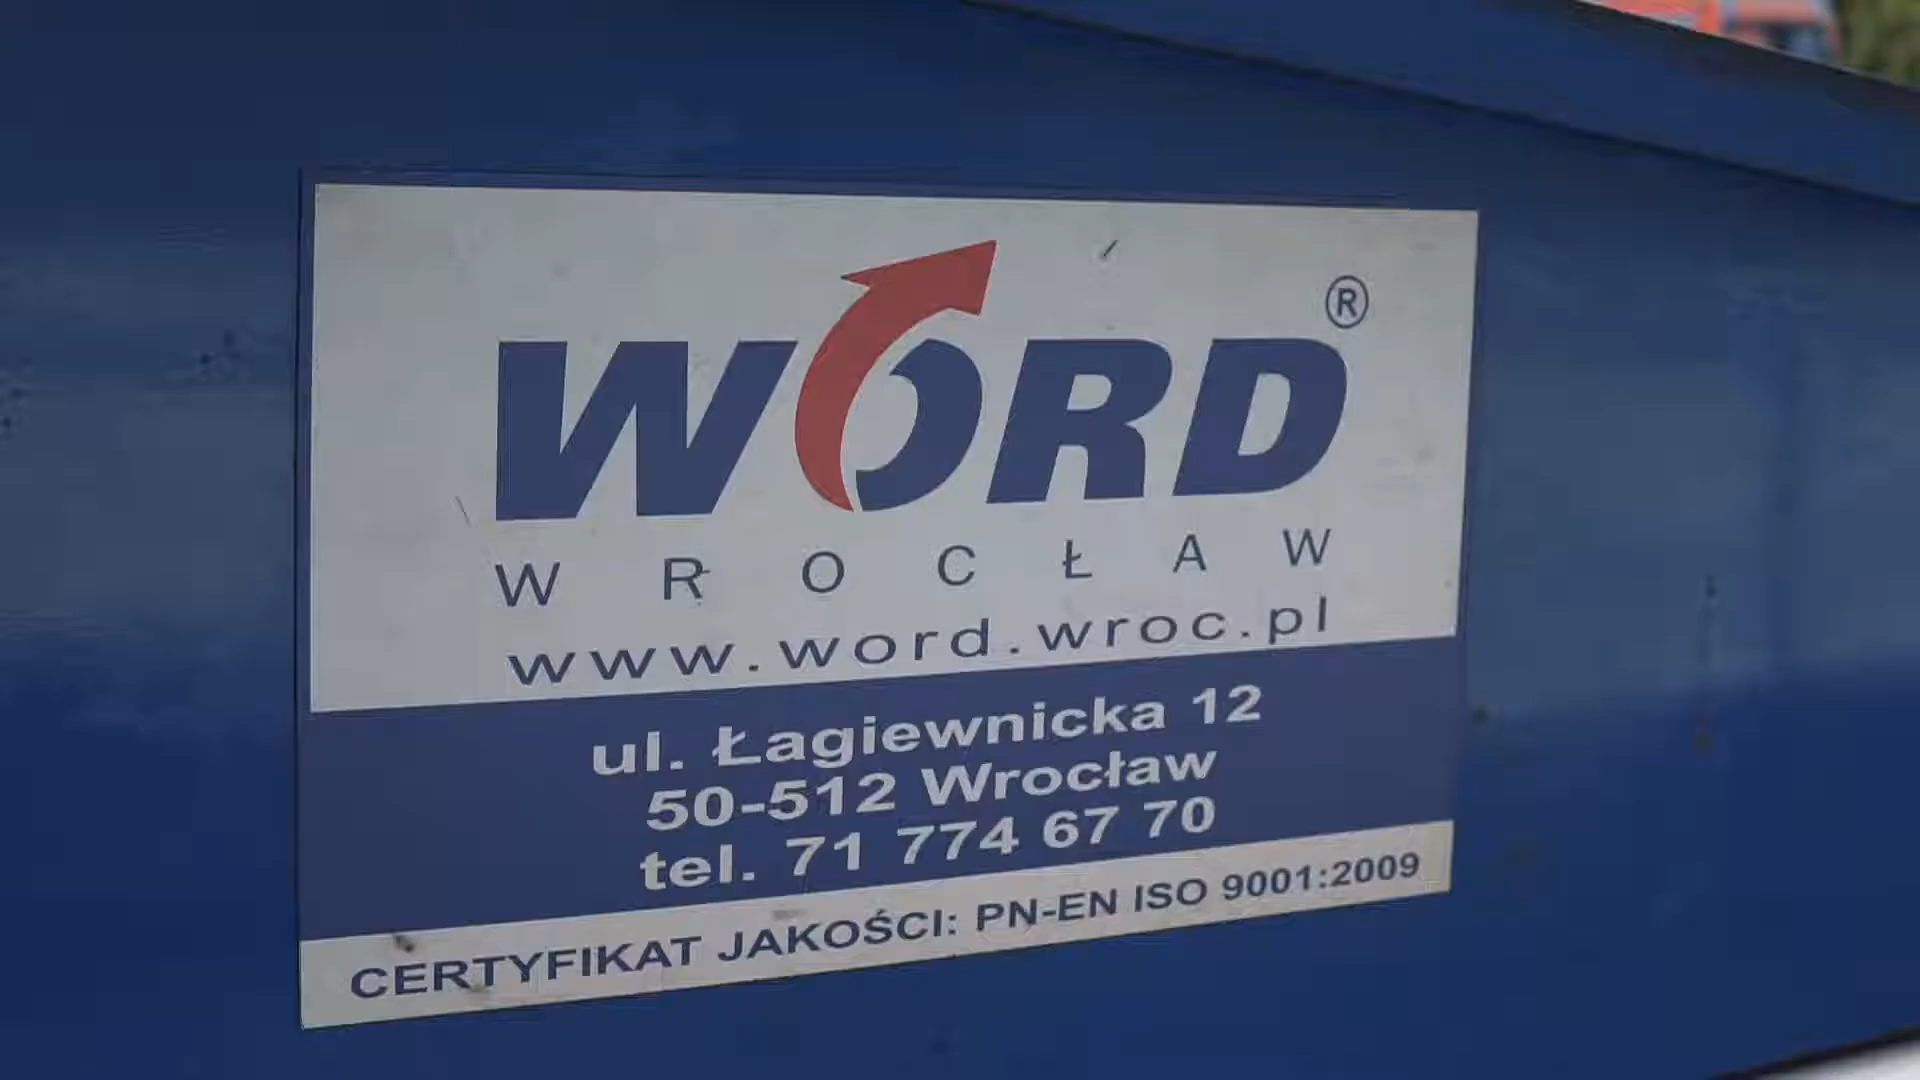 WORD®
WROCŁAW
www.word.wroc.pl
ul. Łagiewnicka 12
50-512 Wrocław
tel. 71 774 67 70
CERTYFIKAT JAKOŚCI: PN-EN ISO 9001:2009